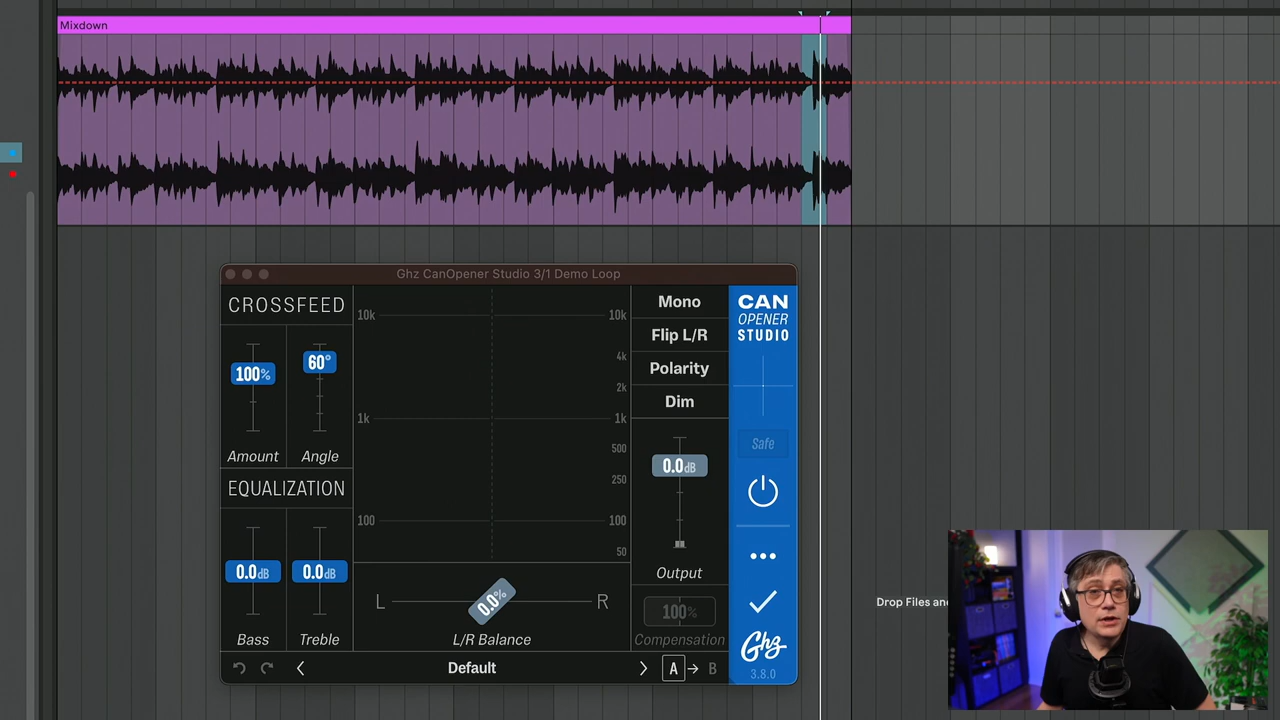 Mixdown
Ghz CanOpener Studio 3/1 Demo Loop
CROSSFEED
100%
60°
Amount
Angle
EQUALIZATION
0.0dB
0.0dB
Bass
Treble
10k
10k
4k
2k
1k
1k
500
250
100
100
50
L
0.0%
R
L/R Balance
Mono
Flip L/R
Polarity
Dim
0.0dB
Output
100%
Compensation
CAN
OPENER
STUDIO
Safe
Ghz
3.8.0
Default
A
B
Drop Files an